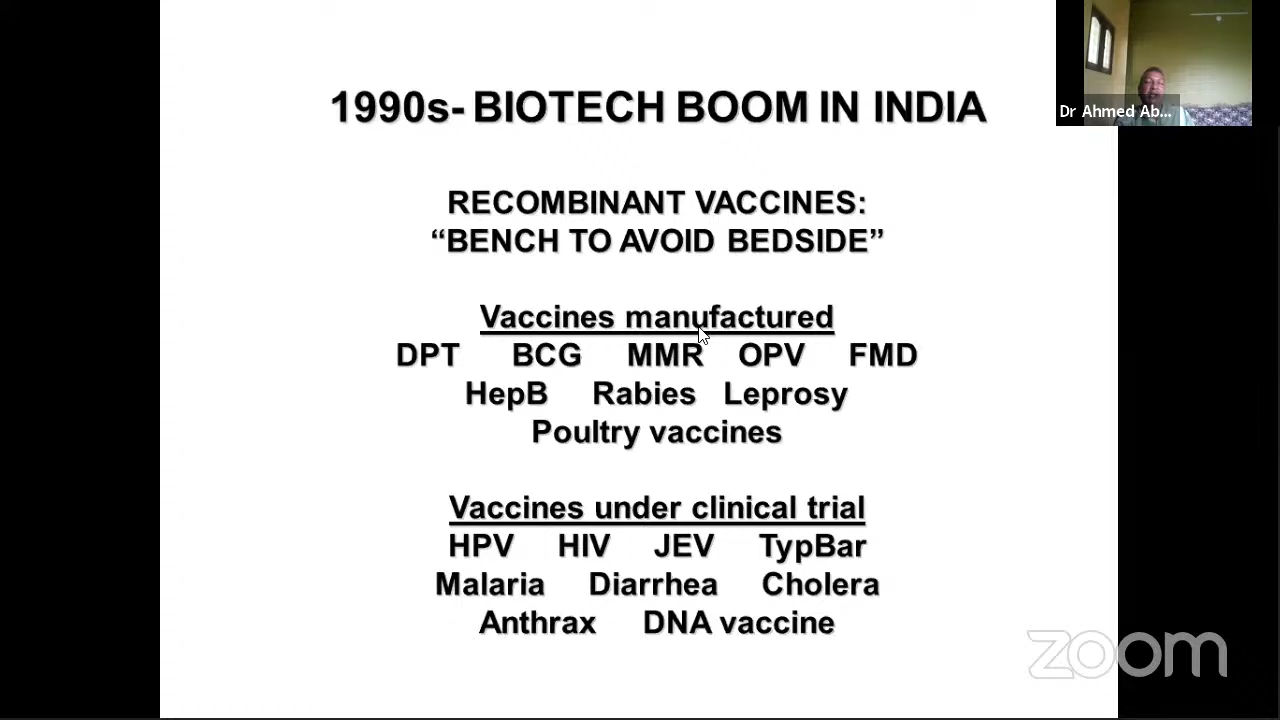 1990s- BIOTECH BOOM IN INDIA
RECOMBINANT VACCINES:
“BENCH TO AVOID BEDSIDE”
Vaccines manufactured
DPT BCG MMR OPV FMD
HepB Rabies Leprosy
Poultry vaccines
Vaccines under clinical trial
HPV HIV JEV TypBar
Malaria Diarrhea Cholera
Anthrax DNA vaccine
Dr Ahmed Ab...
zoom